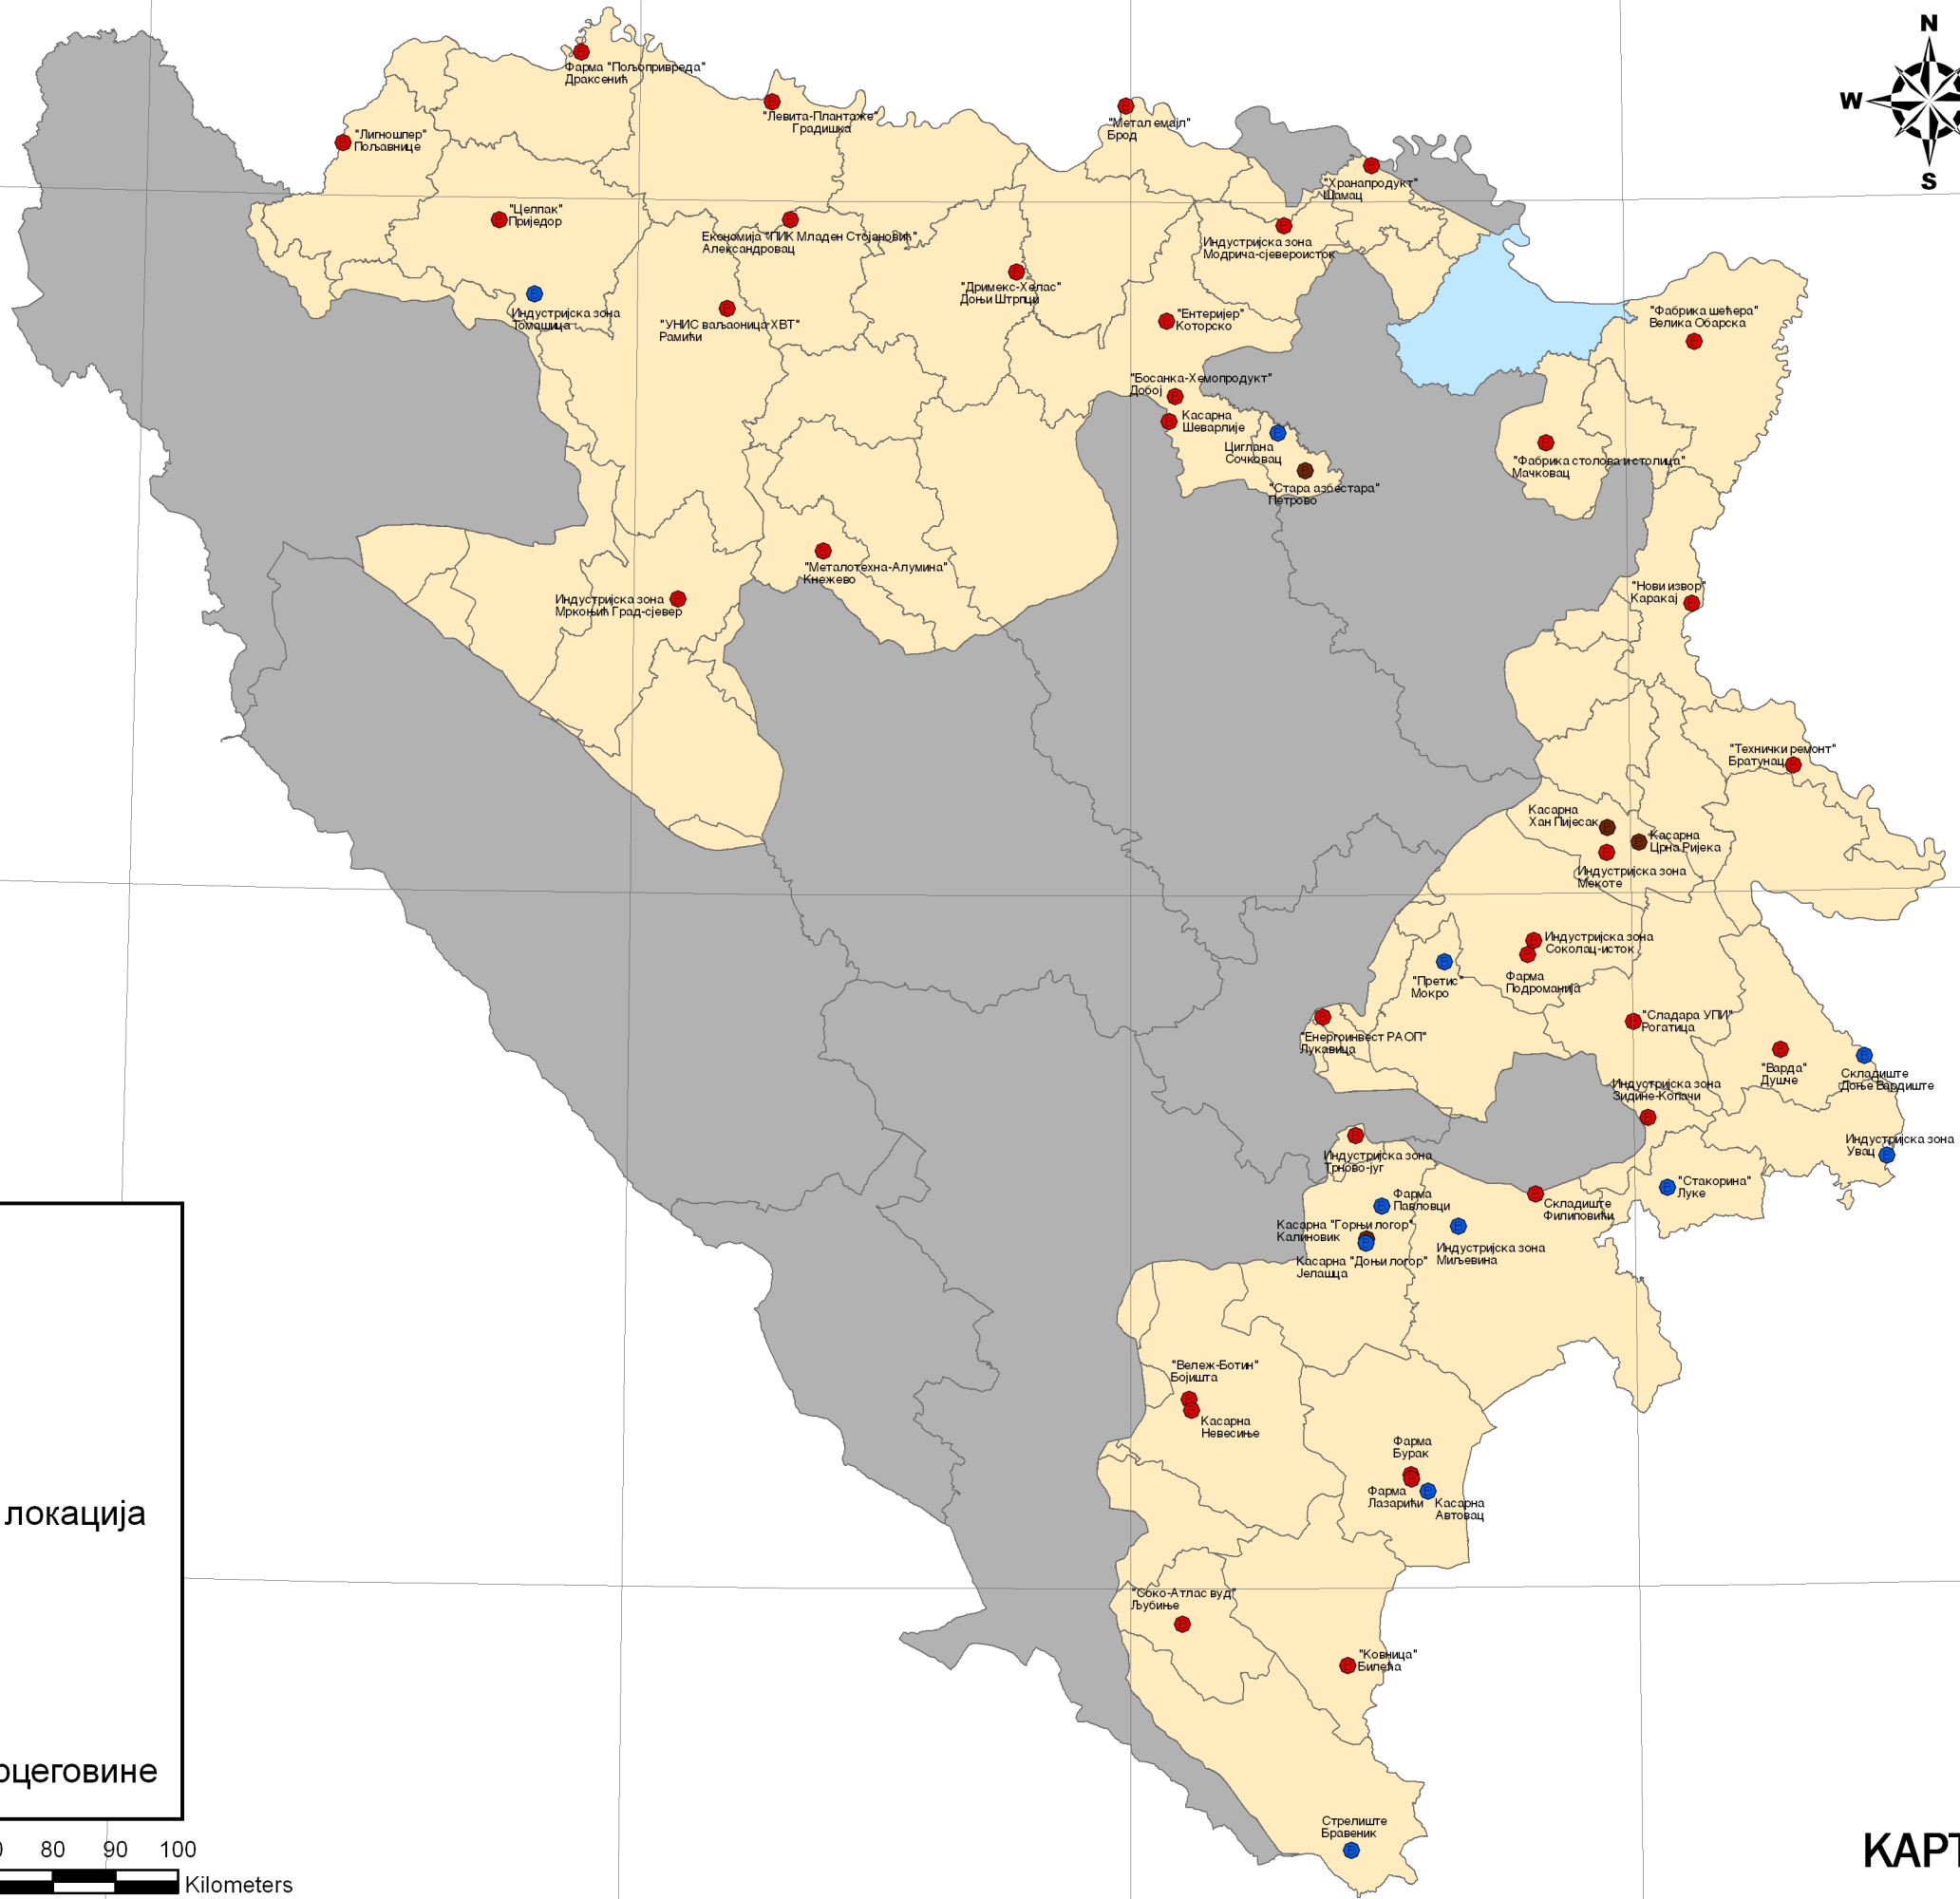 N
W
S
Фарма "Пољопривреда"
Драксенић
"Левита-Плантаже"
Градишка
"Метал емајл"
Брод
"Лигношпер"
Пољавнице
"Хранапродукт"
Шамац
"Целпак"
Приједор
Економија "ПИК Младен Стојановић"
Александровац
Индустријска зона
Модрича-сјевероисток
"Дримекс-Хелас"
Доњи Штрпци
Индустријска зона
Томашица
"УНИС ваљаоница ХВТ"
Рамићи
"Ентеријер"
Которско
"Фабрика шећера"
Велика Обарска
"Босанка-Хемопродукт"
Добој
Касарна
Шеварлије
Циглана
Сочковац
"Стара азбестара"
Петрово
"Фабрика столова и столица"
Мачковац
"Металотехна-Алумина"
Кнежево
Индустријска зона
Мркоњић Град-сјевер
"Нови извор"
Каракај
"Технички ремонт"
Братунац
Касарна
Хан Пијесак
Касарна
Црна Ријека
Индустријска зона
Мекоте
Индустријска зона
Соколац-исток
"Претис"
Мокро
Фарма
Подроманија
"Енергоинвест РАОП"
Лукавица
"Сладара УПИ"
Рогатица
"Варда"
Душче
Складиште
Доње Вардиште
Индустријска зона
Зидине-Копачи
Индустријска зона
Трново-југ
Индустријска зона
Увац
"Стакорина"
Луке
Фарма
Павловци
Складиште
Филиповићи
Касарна "Горњи логор"
Калиновик
Индустријска зона
Миљевина
Касарна "Доњи логор"
Јелашца
"Вележ-Ботин"
Бојишта
Касарна
Невесиње
Фарма
Бурак
Фарма
Лазарићи
Касарна
Автовац
локација
"Соко-Атлас вуд"
Љубиње
"Ковница"
Билећа
рцеговине
Стрелиште
Бравеник
80 90 100
Kilometers
КАРТ